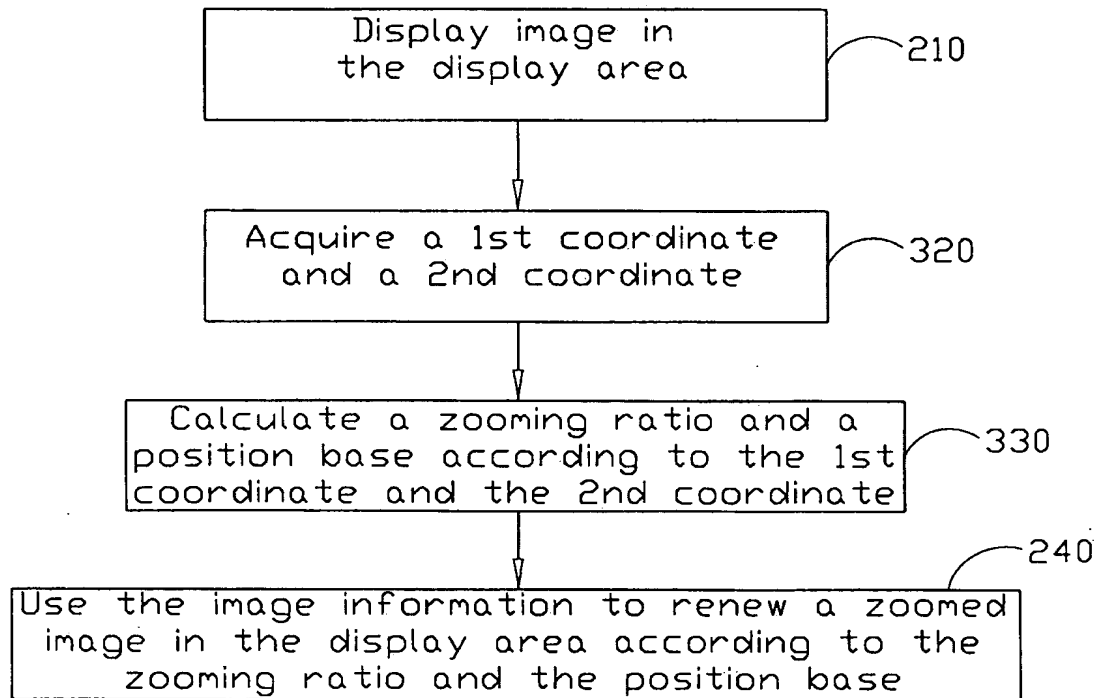 Display image in
the display area
210
Acquire a 1st coordinate
and a 2nd coordinate
320
Calculate a zooming ratio and a
position base according to the 1st
coordinate and the 2nd coordinate
330
240
Use the image information to renew a zoomed
image in the display area according to the
zooming ratio and the position base